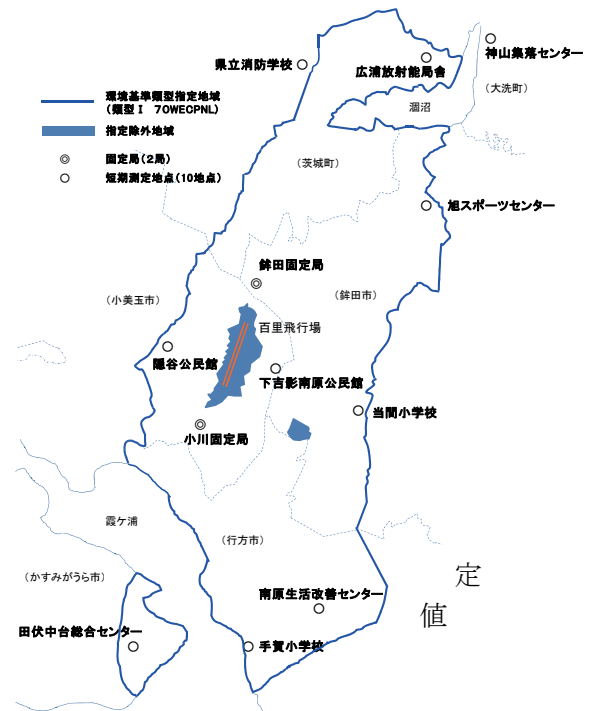 神山集落センター
県立消防学校
広浦放射能局舎
(大洗町)
環境基準類型指定地域
(類型Ⅰ 70WECPNL)
涸沼
指定除外地域
固定局(2局)
(茨城町)
短期測定地点(10地点)
旭スポーツセンター
鉾田固定局
(小美玉市)
(鉾田市)
百里飛行場
隠谷公民館
下吉影南原公民館
当間小学校
小川固定局
霞ケ浦
(行方市)
(かすみがうら市)
定
南原生活改善センター
値
田伏中台総合センター
手賀小学校